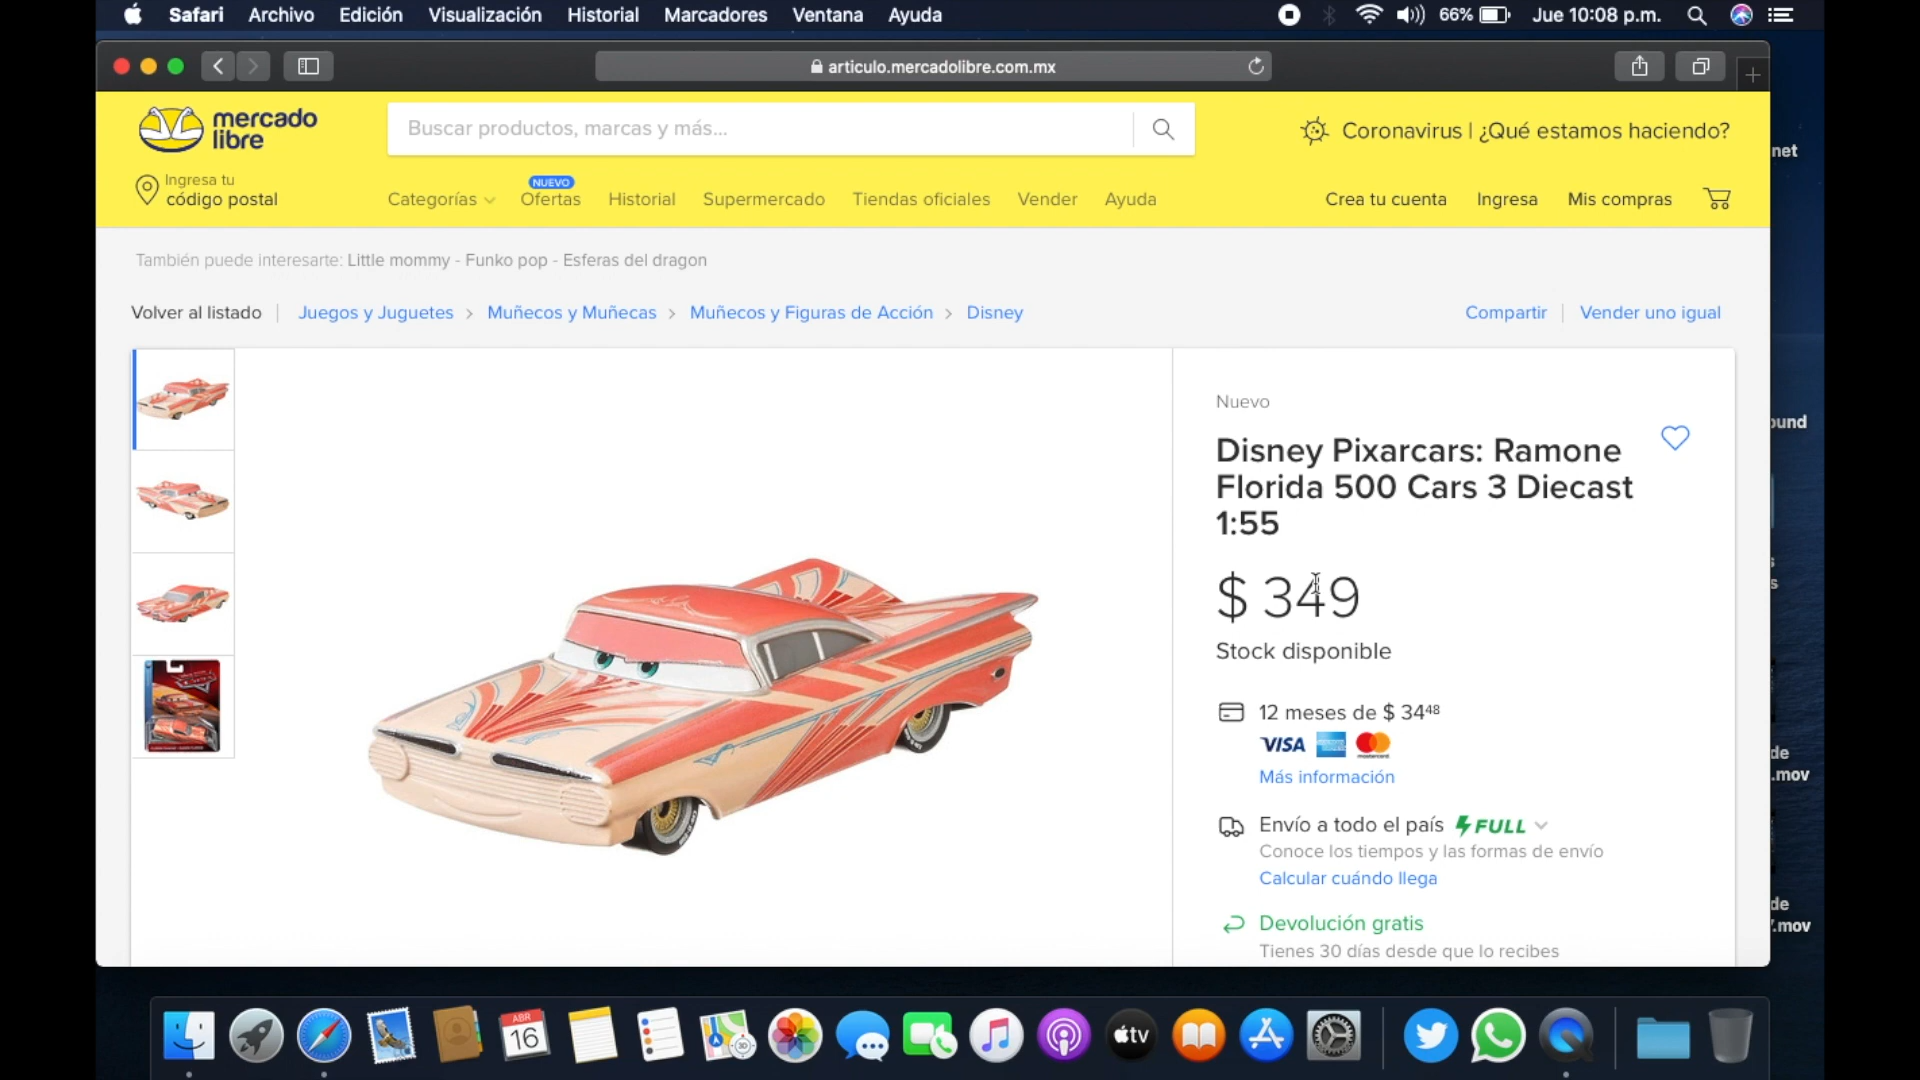 Safari Archivo Edición Visualización Historial Marcadores Ventana Ayuda 66% Jue 10:08 p.m.
articulo.mercadolibre.com.mx
mercado
libre
Buscar productos, marcas y más...
Coronavirus | ¿Qué estamos haciendo?
Ingresa tu
código postal
NUEVO
Categorías Ofertas Historial Supermercado Tiendas oficiales Vender Ayuda Crea tu cuenta Ingresa Mis compras
También puede interesarte: Little mommy - Funko pop - Esferas del dragon
Volver al listado | Juegos y Juguetes > Muñecos y Muñecas > Muñecos y Figuras de Acción > Disney Compartir | Vender uno igual
Nuevo
Disney Pixarcars: Ramone
Florida 500 Cars 3 Diecast
1:55
$ 349
Stock disponible
12 meses de $ 3448
VISA mastercard
Más información
Envío a todo el país FULL
Conoce los tiempos y las formas de envío
Calcular cuándo llega
Devolución gratis
Tienes 30 días desde que lo recibes
net
ound
s
de
.mov
de
.mov
ABR
16
3D
tv